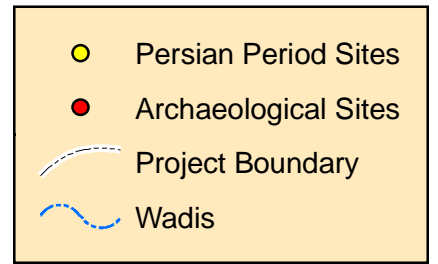 Persian Period Sites
Archaeological Sites
Project Boundary
Wadis